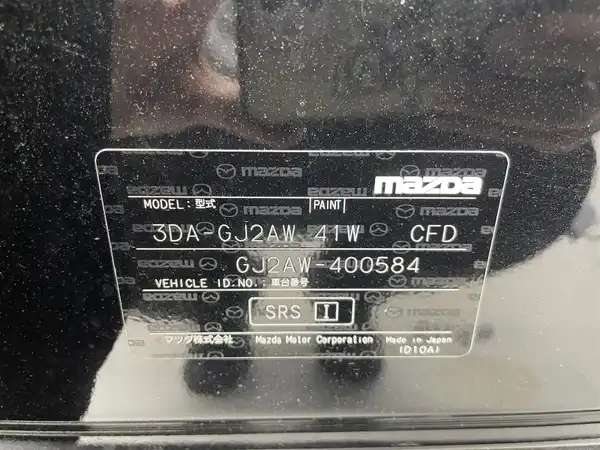 mazda
MODEL:型式 PAINT
3DA-GJ2AW 41W CFD
GJ2AW-400584
VEHICLE ID.NO.:車台番号
SRS I
マツダ株式会社 Mazda Motor Corporation Made in Japan
(D10A)